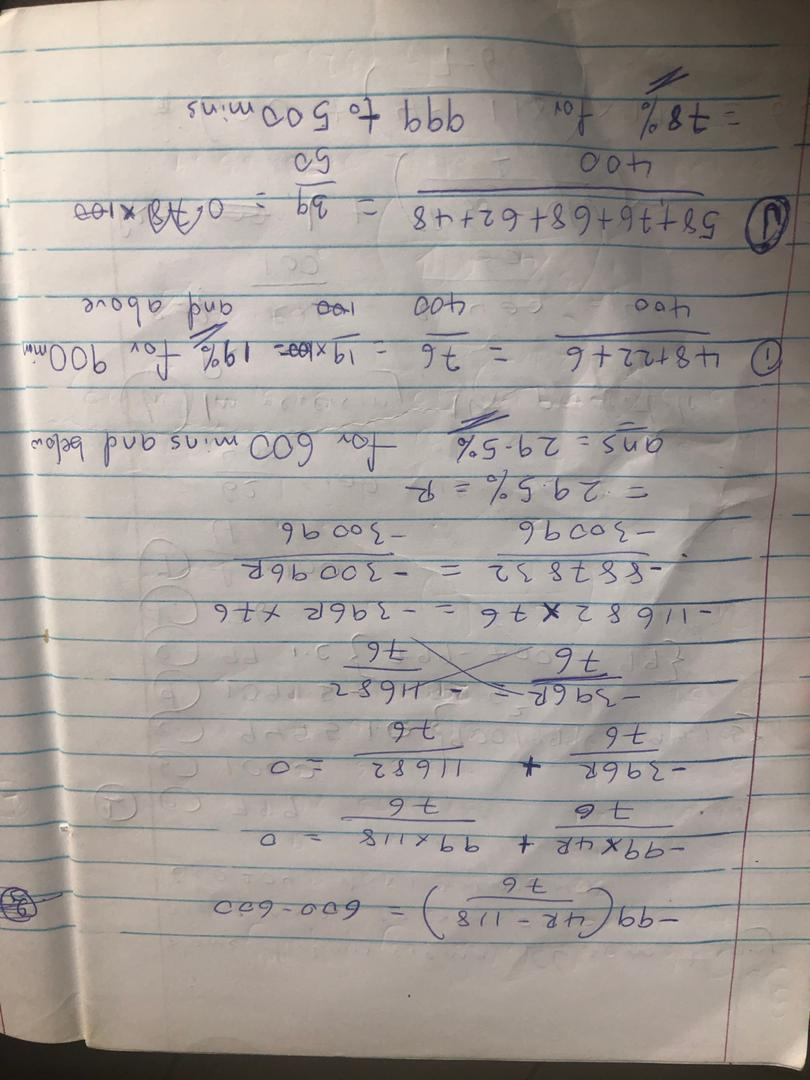 -99(4R - 118 / 76) = 600-600
-99×4R / 76 + 99×118 / 76 = 0
-396R / 76 + 11682 / 76 = 0
-396R / 76 = -11682 / 76
-11682 × 76 = -396R × 76
-887832 / -30096 = -30096R / -30096
= 29.5% = R
ans = 29.5% for 600 mins and below
i 48+22+6 / 400 = 76 / 400 = 19×100 / 100 = 19% for 900min and above
ii 58+76+68+62+48 / 400 = 39 / 50 = 0.78×100
= 78% for 999 to 500mins